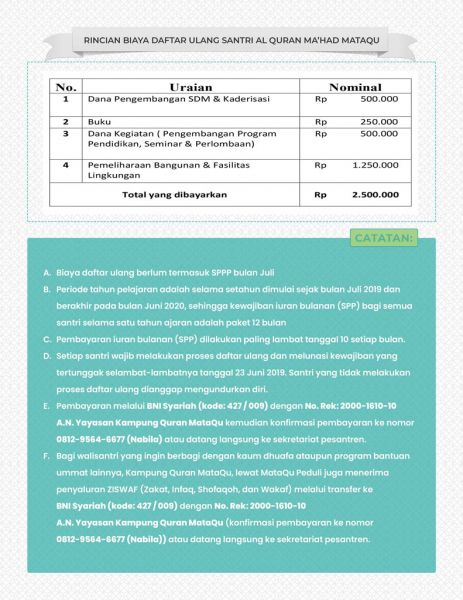 RINCIAN BIAYA DAFTAR ULANG SANTRI AL QURAN MA'HAD MATAQU
No. Uraian Nominal
1 Dana Pengembangan SDM & Kaderisasi Rp 500.000
2 Buku Rp 250.000
3 Dana Kegiatan ( Pengembangan Program Rp 500.000
Pendidikan, Seminar & Perlombaan)
4 Pemeliharaan Bangunan & Fasilitas Rp 1.250.000
Lingkungan
Total yang dibayarkan Rp 2.500.000
CATATAN:
A. Biaya daftar ulang berlum termasuk SPPP bulan Juli
B. Periode tahun pelajaran adalah selama setahun dimulai sejak bulan Juli 2019 dan
berakhir pada bulan Juni 2020, sehingga kewajiban iuran bulanan (SPP) bagi semua
santri selama satu tahun ajaran adalah paket 12 bulan
C. Pembayaran iuran bulanan (SPP) dilakukan paling lambat tanggal 10 setiap bulan.
D. Setiap santri wajib melakukan proses daftar ulang dan melunasi kewajiban yang
tertunggak selambat-lambatnya tanggal 23 Juni 2019. Santri yang tidak melakukan
proses daftar ulang dianggap mengundurkan diri.
E. Pembayaran melalui BNI Syariah (kode: 427 / 009) dengan No. Rek: 2000-1610-10
A.N. Yayasan Kampung Quran MataQu kemudian konfirmasi pembayaran ke nomor
0812-9564-6677 (Nabila) atau datang langsung ke sekretariat pesantren.
F. Bagi walisantri yang ingin berbagi dengan kaum dhuafa ataupun program bantuan
ummat lainnya, Kampung Quran MataQu, lewat MataQu Peduli juga menerima
penyaluran ZISWAF (Zakat, Infaq, Shofaqoh, dan Wakaf) melalui transfer ke
BNI Syariah (kode: 427 / 009) dengan No. Rek: 2000-1610-10
A.N. Yayasan Kampung Quran MataQu (konfirmasi pembayaran ke nomor
0812-9564-6677 (Nabila)) atau datang langsung ke sekretariat pesantren.